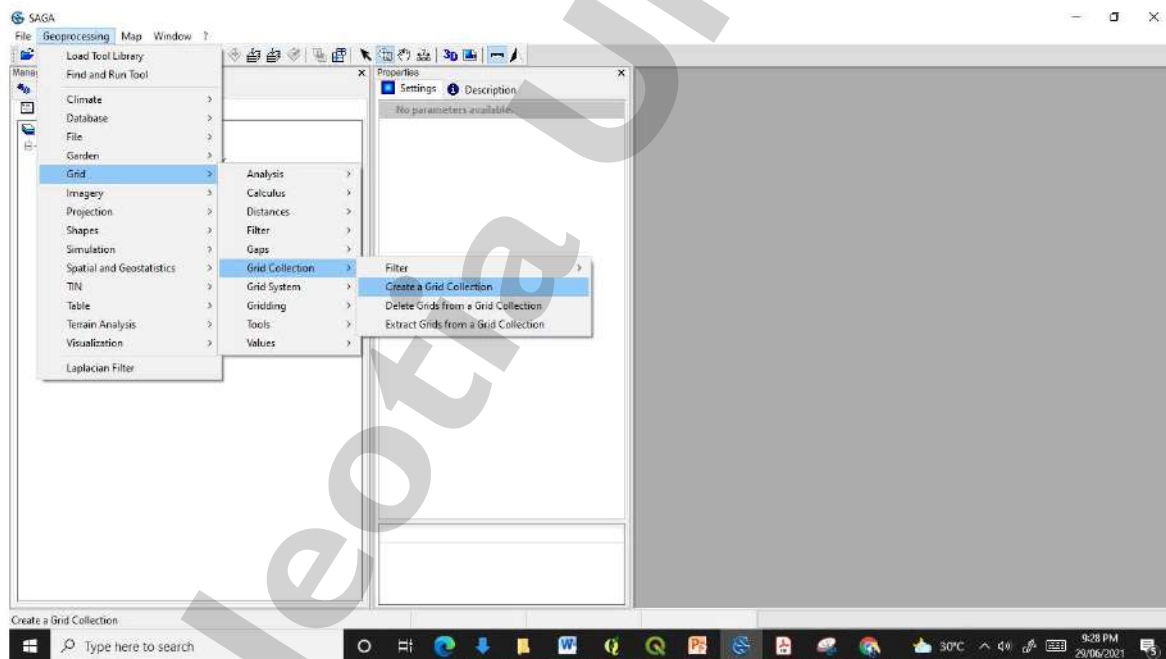 SAGA
File Geoprocessing Map Window ?
3D
Load Tool Library
Find and Run Tool
Climate
Database
File
Garden
Grid
Imagery
Projection
Shapes
Simulation
Spatial and Geostatistics
TIN
Table
Terrain Analysis
Visualization
Laplacian Filter
Analysis
Calculus
Distances
Filter
Gaps
Grid Collection
Grid System
Gridding
Tools
Values
Filter
Create a Grid Collection
Delete Grids from a Grid Collection
Extract Grids from a Grid Collection
Properties
Settings Description
No parameters available.
Create a Grid Collection
Type here to search
30°C
9:28 PM
29/06/2021
leotia U